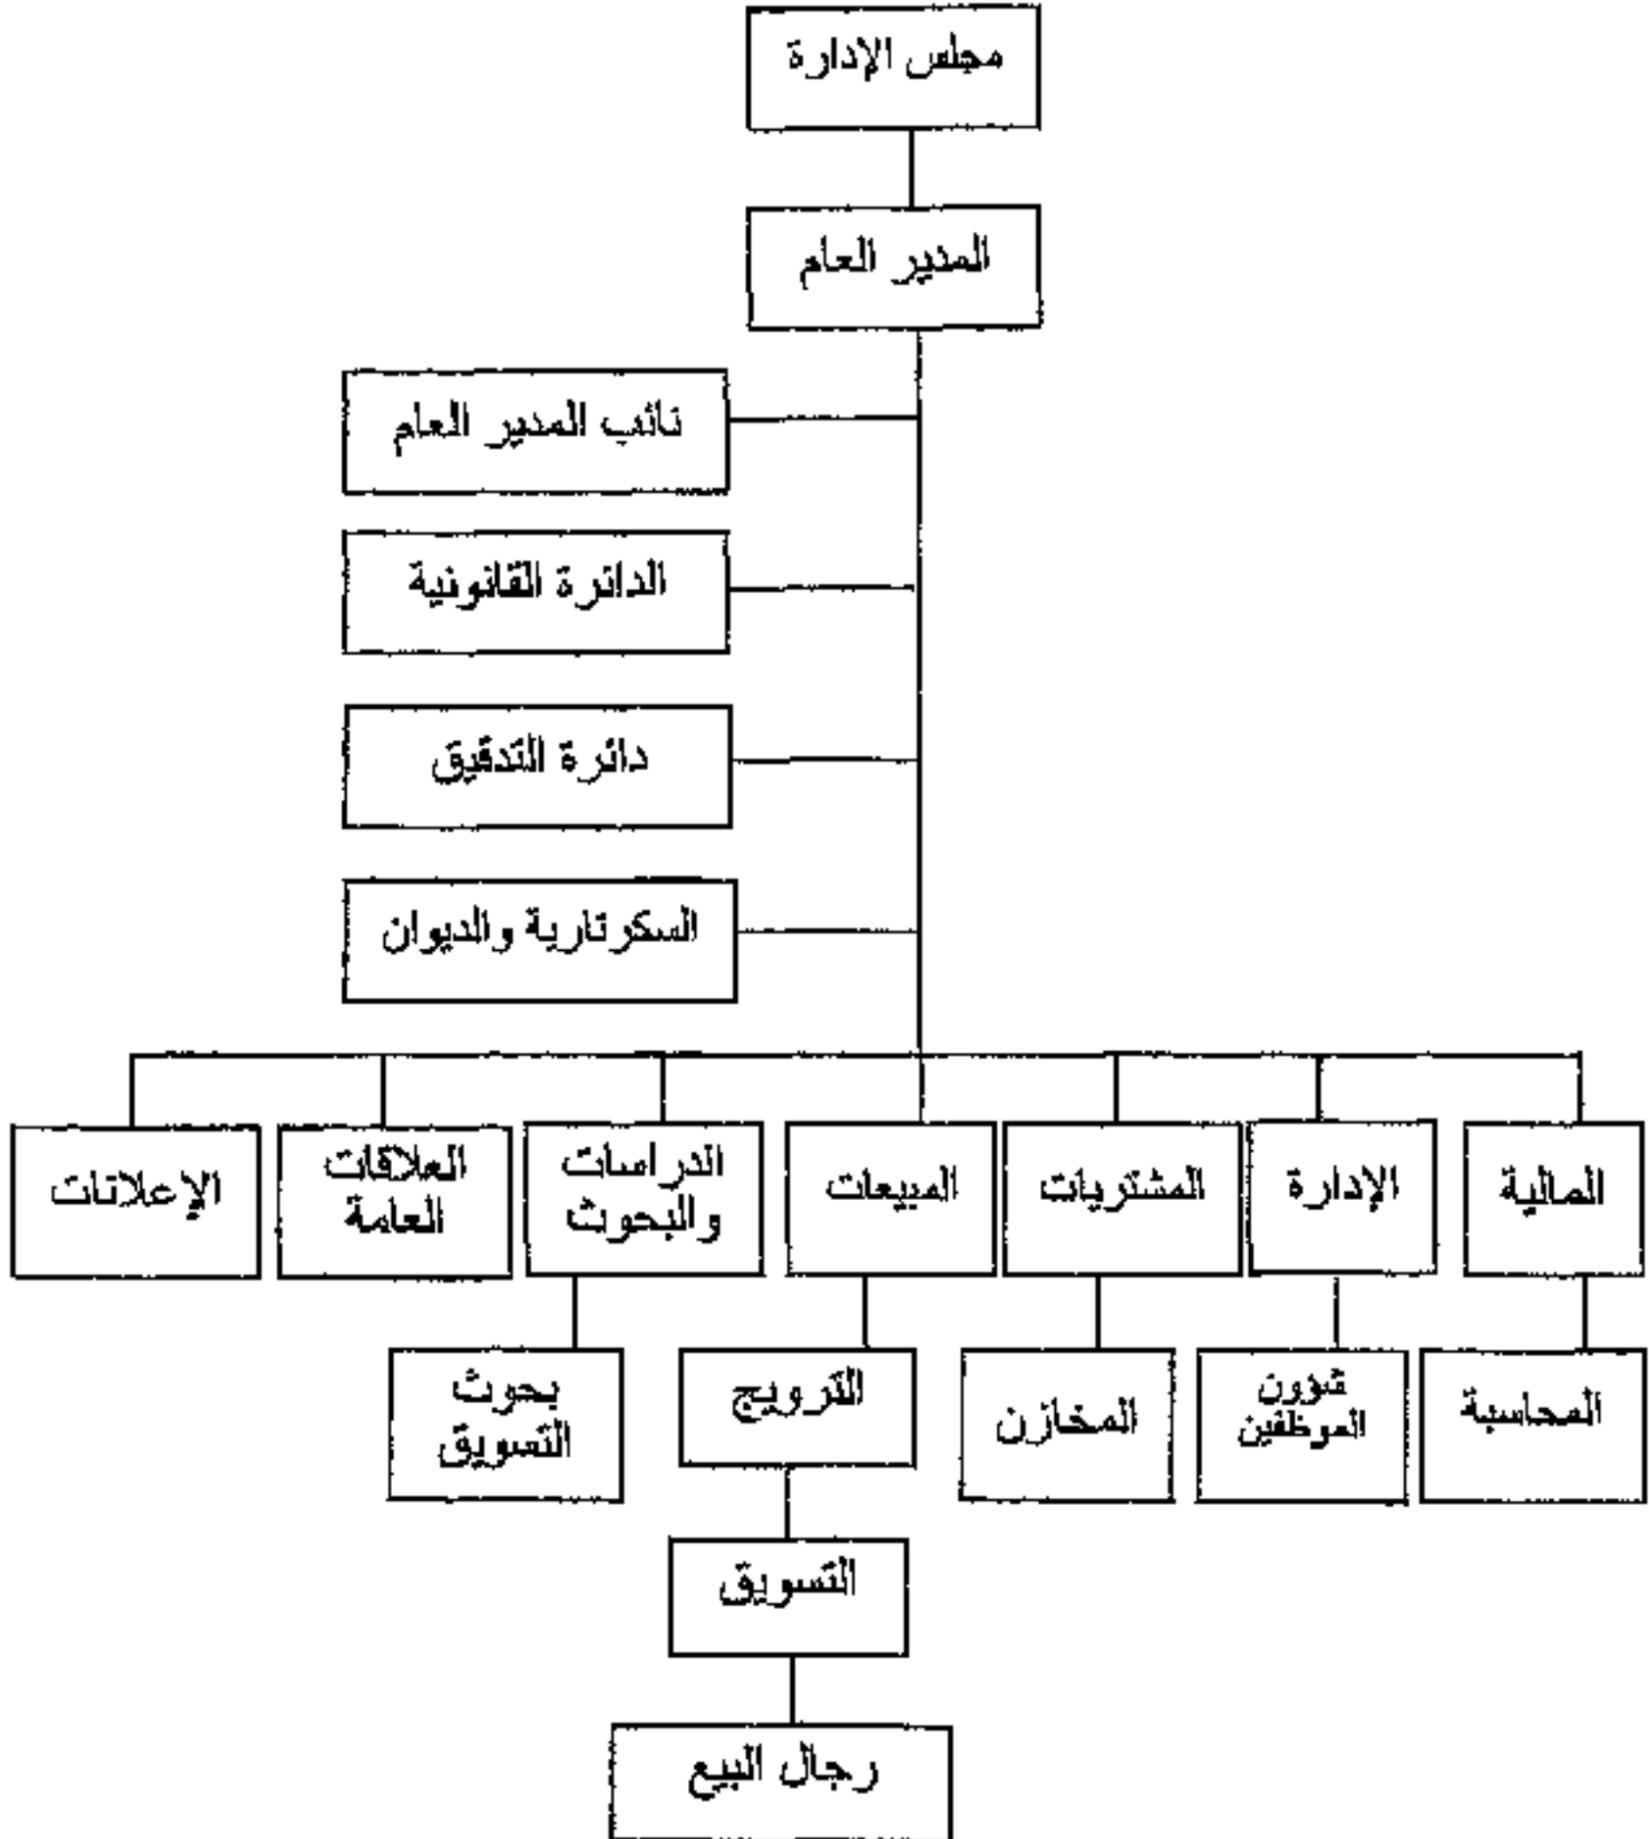 مجلس الإدارة
المدير العام
نائب المدير العام
الدائرة القانونية
دائرة التدقيق
السكرتارية والديوان
المالية
الإدارة
المشتريات
المبيعات
الدراسات
والبحوث
العلاقات
العامة
الإعلانات
المحاسبة
شؤون
الموظفين
المخازن
الترويج
بحوث
التسويق
التسويق
رجال البيع